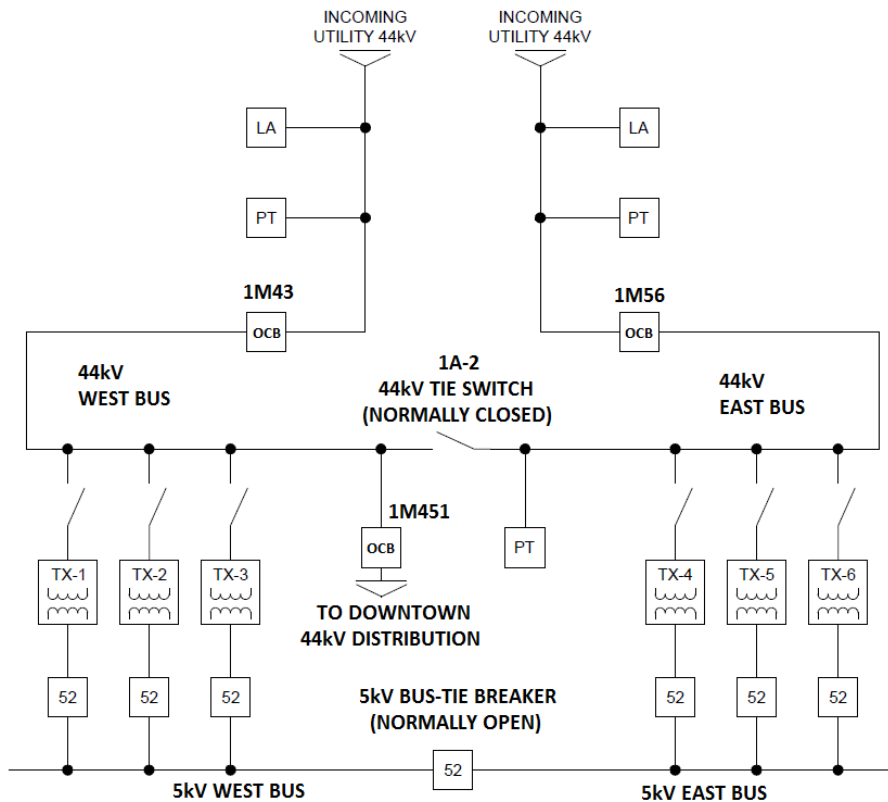 INCOMING
UTILITY 44kV
INCOMING
UTILITY 44kV
LA
LA
PT
PT
1M43
1M56
OCB
OCB
44kV
WEST BUS
1A-2
44kV TIE SWITCH
(NORMALLY CLOSED)
44kV
EAST BUS
1M451
OCB
PT
TX-1
TX-2
TX-3
TX-4
TX-5
TX-6
TO DOWNTOWN
44kV DISTRIBUTION
52
52
52
5kV BUS-TIE BREAKER
(NORMALLY OPEN)
52
52
52
52
5kV WEST BUS
5kV EAST BUS